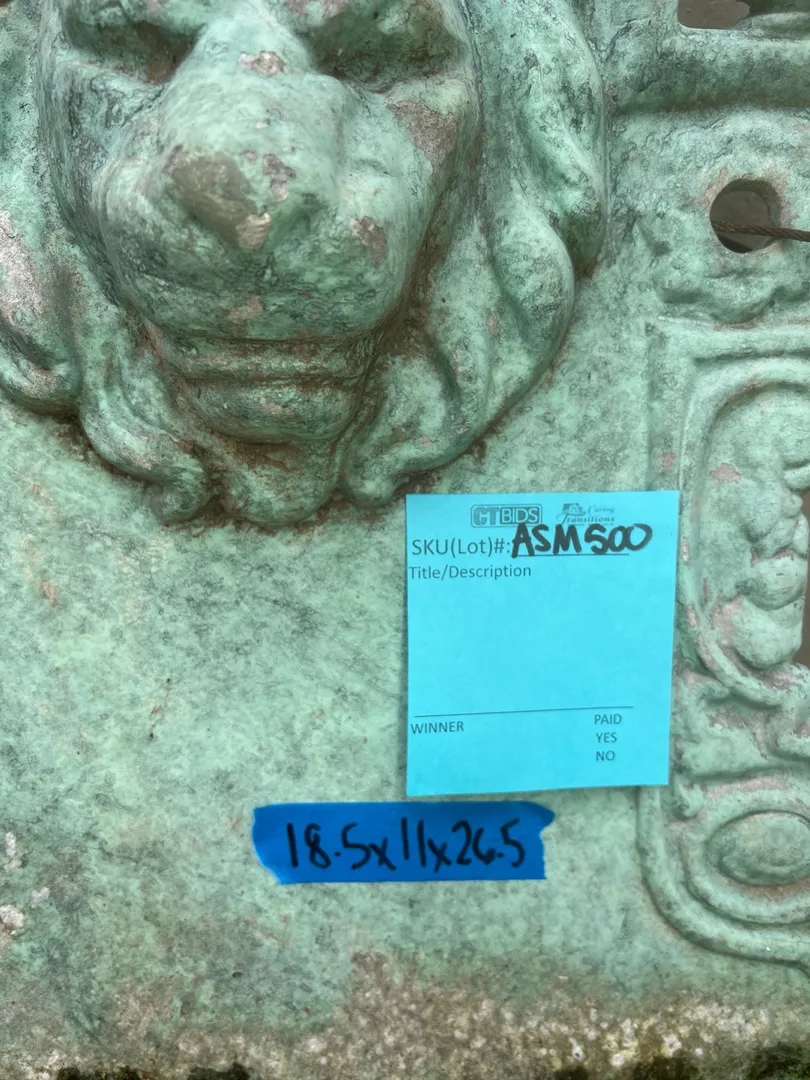 CTBIDS Caring Transitions
SKU(Lot)#: ASM500
Title/Description
WINNER PAID
YES
NO
18.5x11x26.5